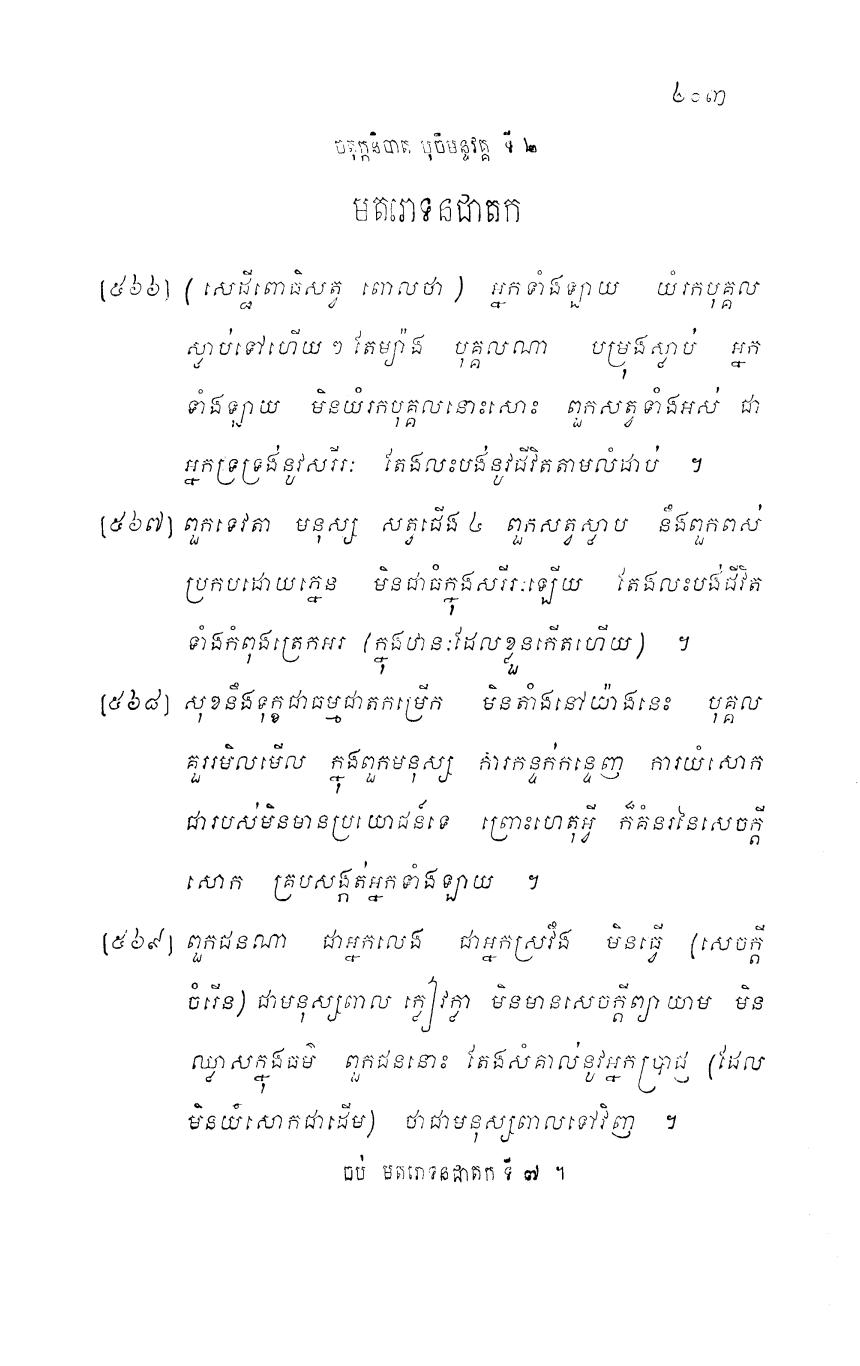 ៤០៣
ចតុក្កនិបាត បុចិមន្ទវគ្គ ទី ២
មតរោទនជាតក
[៥៦៦] ( សេដ្ឋីពោធិសត្វ ពោលថា ) អ្នកទាំងឡាយ យំរកបុគ្គល
ស្លាប់ទៅហើយ ៗ តែម្យ៉ាង បុគ្គលណា បម្រុងស្លាប់ អ្នក
ទាំងឡាយ មិនយំរកបុគ្គលនោះសោះ ពួកសត្វទាំងអស់ ជា
អ្នកទ្រទ្រង់នូវសរីរៈ តែងលះបង់នូវជីវិតតាមលំដាប់ ។
[៥៦៧] ពួកទេវតា មនុស្ស សត្វជើង ៤ ពួកសត្វស្លាប នឹងពួកពស់
ប្រកបដោយភ្នេន មិនជាធំក្នុងសរីរៈឡើយ តែងលះបង់ជីវិត
ទាំងកំពុងត្រេកអរ (ក្នុងឋានៈដែលខ្លួនកើតហើយ) ។
[៥៦៨] សុខនឹងទុក្ខជាធម្មជាតកម្រើក មិនតាំងនៅយ៉ាងនេះ បុគ្គល
គួររមិលមើល ក្នុងពួកមនុស្ស ការកន្ទក់កន្ទេញ ការយំសោក
ជារបស់មិនមានប្រយោជន៍ទេ ព្រោះហេតុអ្វី ក៏គំនរនៃសេចក្តី
សោក គ្របសង្កត់អ្នកទាំងឡាយ ។
[៥៦៩] ពួកជនណា ជាអ្នកលេង ជាអ្នកស្រវឹង មិនធ្វើ (សេចក្តី
ចំរើន) ជាមនុស្សពាល ក្លៀវក្លា មិនមានសេចក្តីព្យាយាម មិន
ឈ្លាសក្នុងធម៌ ពួកជននោះ តែងសំគាល់នូវអ្នកប្រាជ្ញ (ដែល
មិនយំសោកជាដើម) ថាជាមនុស្សពាលទៅវិញ ។
ចប់ មតរោទនជាតក ទី ៧ ។